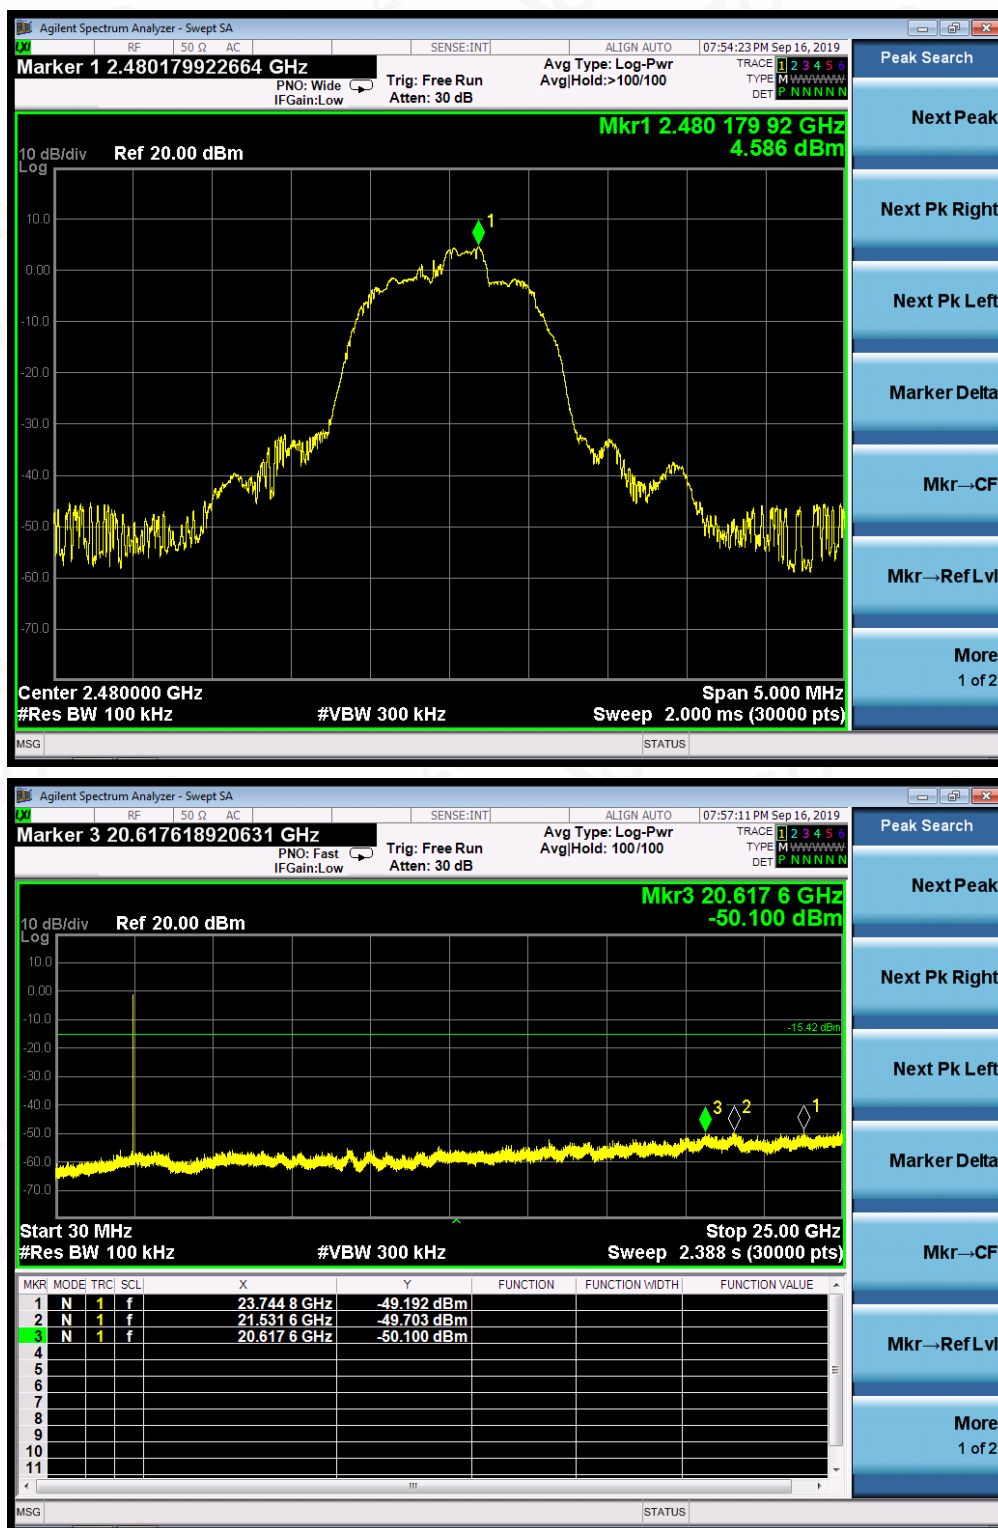 Agilent Spectrum Analyzer - Swept SA
LXI RF 50 Ω AC SENSE:INT ALIGN AUTO 07:54:23 PM Sep 16, 2019
Marker 1 2.480179922664 GHz
PNO: Wide
IFGain:Low
Trig: Free Run
Atten: 30 dB
Avg Type: Log-Pwr
Avg|Hold:>100/100
TRACE 1 2 3 4 5 6
TYPE M WWWWW
DET P N N N N N
Peak Search
Mkr1 2.480 179 92 GHz
4.586 dBm
10 dB/div Ref 20.00 dBm
Log
1
10.0
0.00
-10.0
-20.0
-30.0
-40.0
-50.0
-60.0
-70.0
Center 2.480000 GHz Span 5.000 MHz
#Res BW 100 kHz #VBW 300 kHz Sweep 2.000 ms (30000 pts)
MSG STATUS
Next Peak
Next Pk Right
Next Pk Left
Marker Delta
Mkr→CF
Mkr→Ref Lvl
More
1 of 2
Agilent Spectrum Analyzer - Swept SA
LXI RF 50 Ω AC SENSE:INT ALIGN AUTO 07:57:11 PM Sep 16, 2019
Marker 3 20.617618920631 GHz
PNO: Fast
IFGain:Low
Trig: Free Run
Atten: 30 dB
Avg Type: Log-Pwr
Avg|Hold: 100/100
TRACE 1 2 3 4 5 6
TYPE M WWWWW
DET P N N N N N
Peak Search
Mkr3 20.617 6 GHz
-50.100 dBm
10 dB/div Ref 20.00 dBm
Log
10.0
0.00
-10.0
-15.42 dBm
-20.0
-30.0
-40.0
3 2 1
-50.0
-60.0
-70.0
Start 30 MHz Stop 25.00 GHz
#Res BW 100 kHz #VBW 300 kHz Sweep 2.388 s (30000 pts)
MKR MODE TRC SCL X Y FUNCTION FUNCTION WIDTH FUNCTION VALUE
1 N 1 f 23.744 8 GHz -49.192 dBm
2 N 1 f 21.531 6 GHz -49.703 dBm
3 N 1 f 20.617 6 GHz -50.100 dBm
4
5
6
7
8
9
10
11
MSG STATUS
Next Peak
Next Pk Right
Next Pk Left
Marker Delta
Mkr→CF
Mkr→Ref Lvl
More
1 of 2